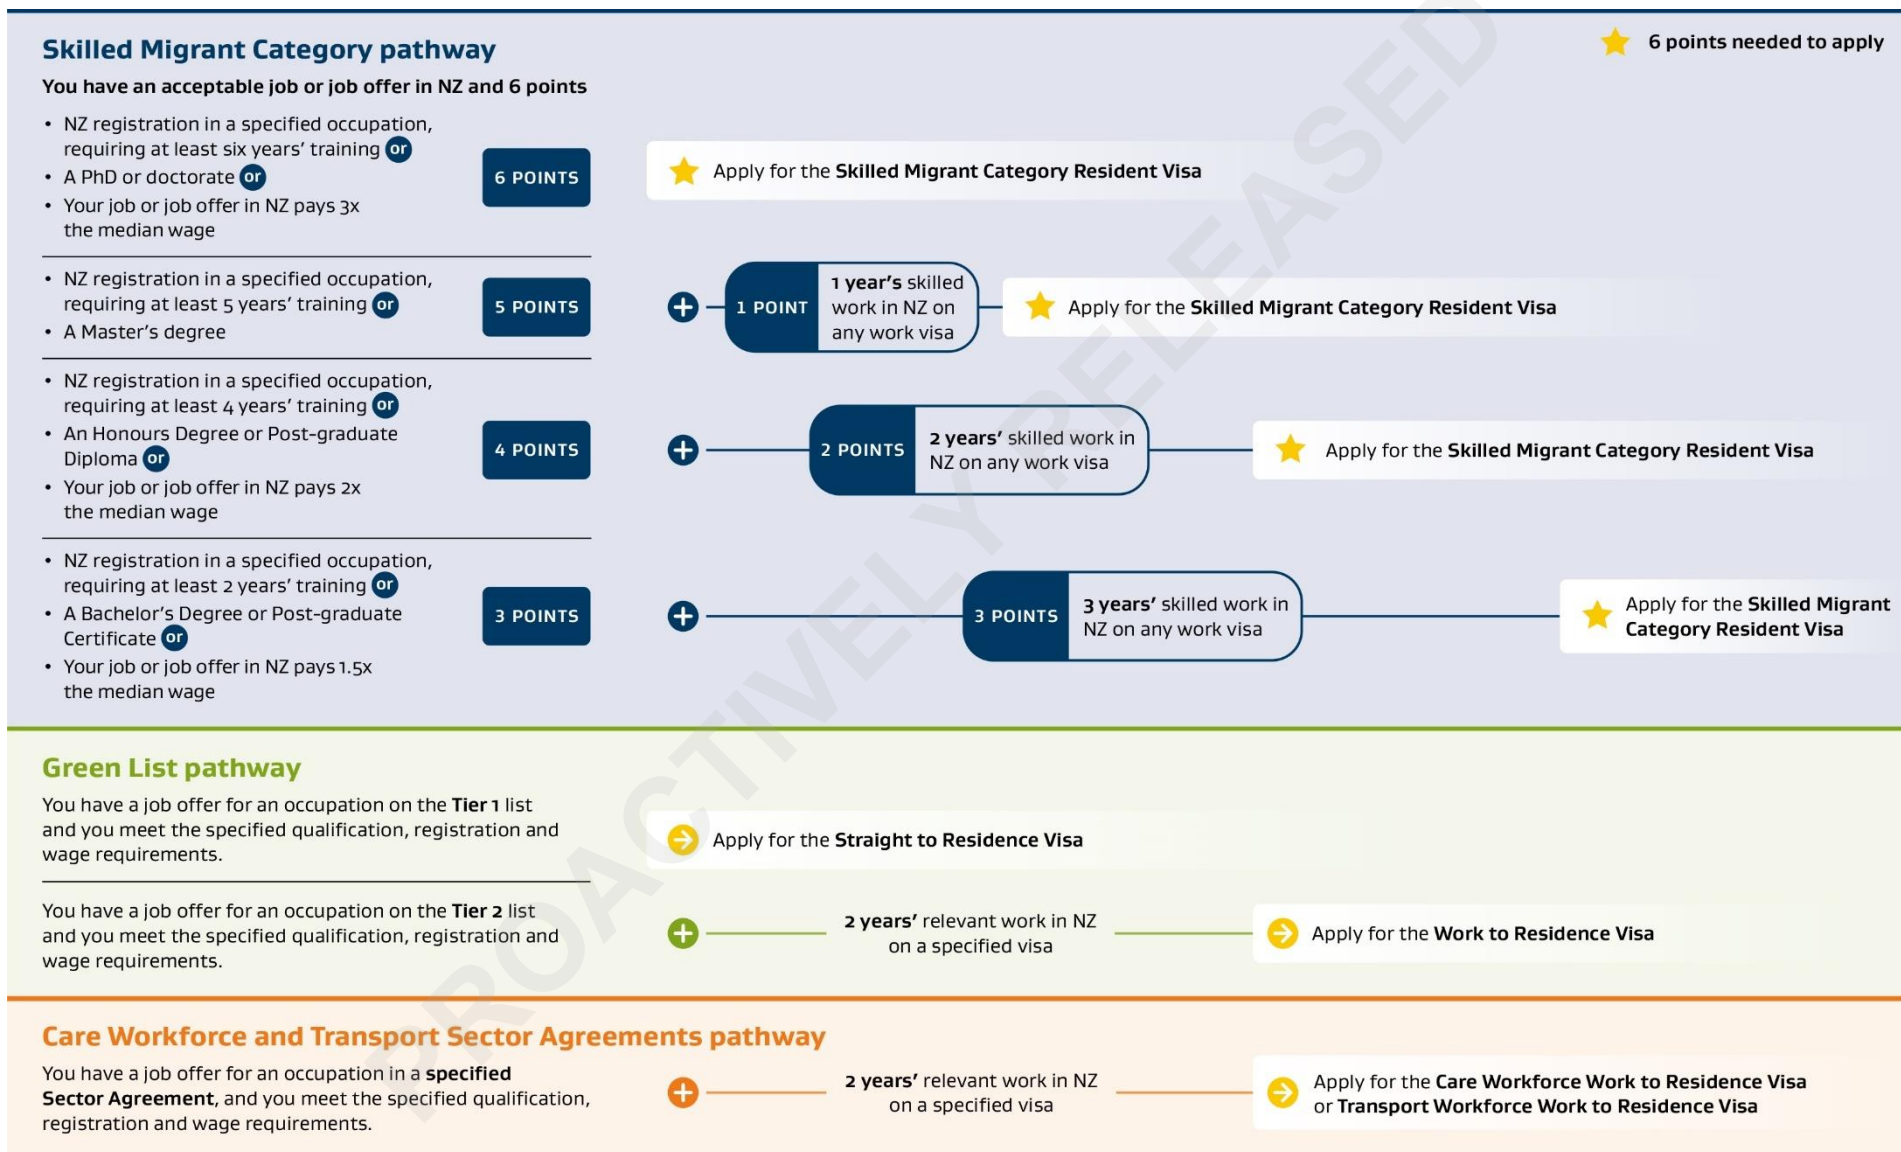 Skilled Migrant Category pathway
6 points needed to apply
You have an acceptable job or job offer in NZ and 6 points
• NZ registration in a specified occupation,
requiring at least six years’ training or
• A PhD or doctorate or
• Your job or job offer in NZ pays 3x
the median wage
6 POINTS
Apply for the Skilled Migrant Category Resident Visa
• NZ registration in a specified occupation,
requiring at least 5 years’ training or
• A Master’s degree
5 POINTS
+
1 POINT
1 year’s skilled
work in NZ on
any work visa
Apply for the Skilled Migrant Category Resident Visa
• NZ registration in a specified occupation,
requiring at least 4 years’ training or
• An Honours Degree or Post-graduate
Diploma or
• Your job or job offer in NZ pays 2x
the median wage
4 POINTS
+
2 POINTS
2 years’ skilled work in
NZ on any work visa
Apply for the Skilled Migrant Category Resident Visa
• NZ registration in a specified occupation,
requiring at least 2 years’ training or
• A Bachelor’s Degree or Post-graduate
Certificate or
• Your job or job offer in NZ pays 1.5x
the median wage
3 POINTS
+
3 POINTS
3 years’ skilled work in
NZ on any work visa
Apply for the Skilled Migrant
Category Resident Visa
Green List pathway
You have a job offer for an occupation on the Tier 1 list
and you meet the specified qualification, registration and
wage requirements.
Apply for the Straight to Residence Visa
You have a job offer for an occupation on the Tier 2 list
and you meet the specified qualification, registration and
wage requirements.
+
2 years’ relevant work in NZ
on a specified visa
Apply for the Work to Residence Visa
Care Workforce and Transport Sector Agreements pathway
You have a job offer for an occupation in a specified
Sector Agreement, and you meet the specified qualification,
registration and wage requirements.
+
2 years’ relevant work in NZ
on a specified visa
Apply for the Care Workforce Work to Residence Visa
or Transport Workforce Work to Residence Visa
PROACTIVELY RELEASED